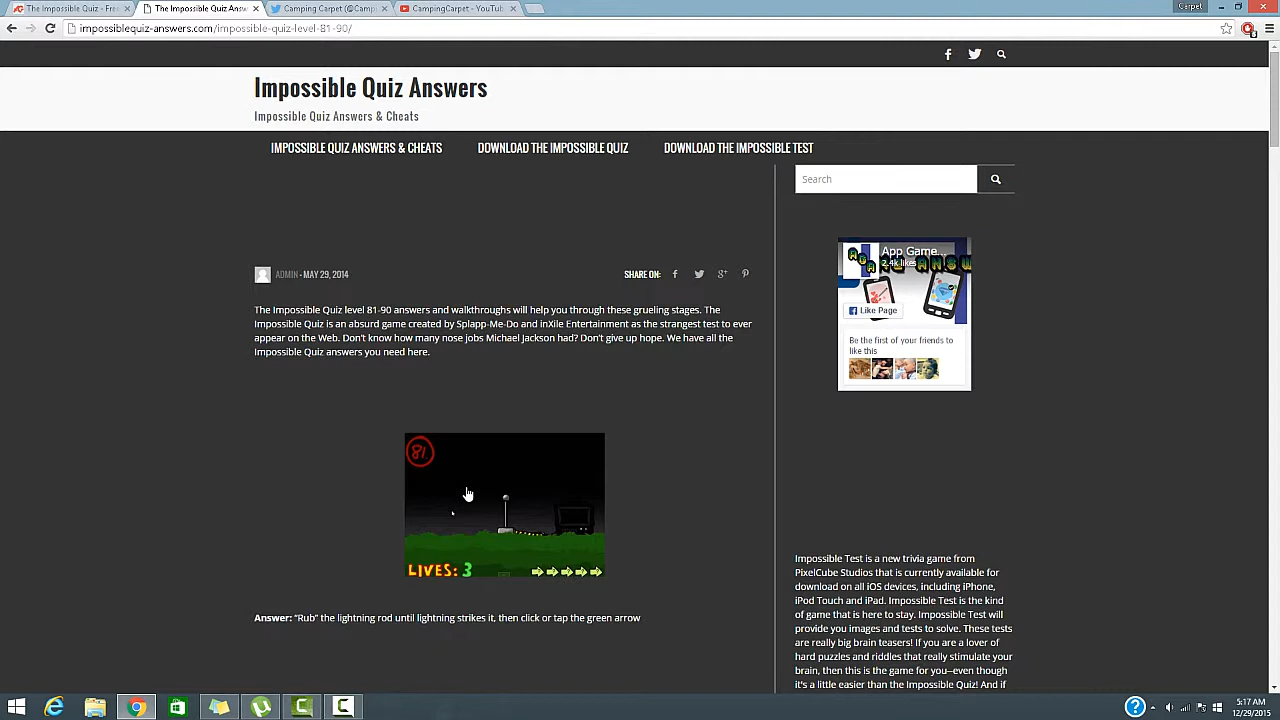 The Impossible Quiz - Free
The Impossible Quiz Answ
Camping Carpet (@Camp
CampingCarpet - YouTube
Carpet
impossiblequiz-answers.com/impossible-quiz-level-81-90/
Impossible Quiz Answers
Impossible Quiz Answers & Cheats
IMPOSSIBLE QUIZ ANSWERS & CHEATS
DOWNLOAD THE IMPOSSIBLE QUIZ
DOWNLOAD THE IMPOSSIBLE TEST
Search
ADMIN • MAY 29, 2014
SHARE ON:
The Impossible Quiz level 81-90 answers and walkthroughs will help you through these grueling stages. The
Impossible Quiz is an absurd game created by Splapp-Me-Do and inXile Entertainment as the strangest test to ever
appear on the Web. Don't know how many nose jobs Michael Jackson had? Don't give up hope. We have all the
Impossible Quiz answers you need here.
App Game...
2.4k likes
Like Page
Be the first of your friends to
like this
81.
LIVES: 3
Answer: "Rub" the lightning rod until lightning strikes it, then click or tap the green arrow
Impossible Test is a new trivia game from
PixelCube Studios that is currently available for
download on all iOS devices, including iPhone,
iPod Touch and iPad. Impossible Test is the kind
of game that is here to stay. Impossible Test will
provide you images and tests to solve. These tests
are really big brain teasers! If you are a lover of
hard puzzles and riddles that really stimulate your
brain, then this is the game for you–even though
it's a little easier than the Impossible Quiz! And if
5:17 AM
12/29/2015